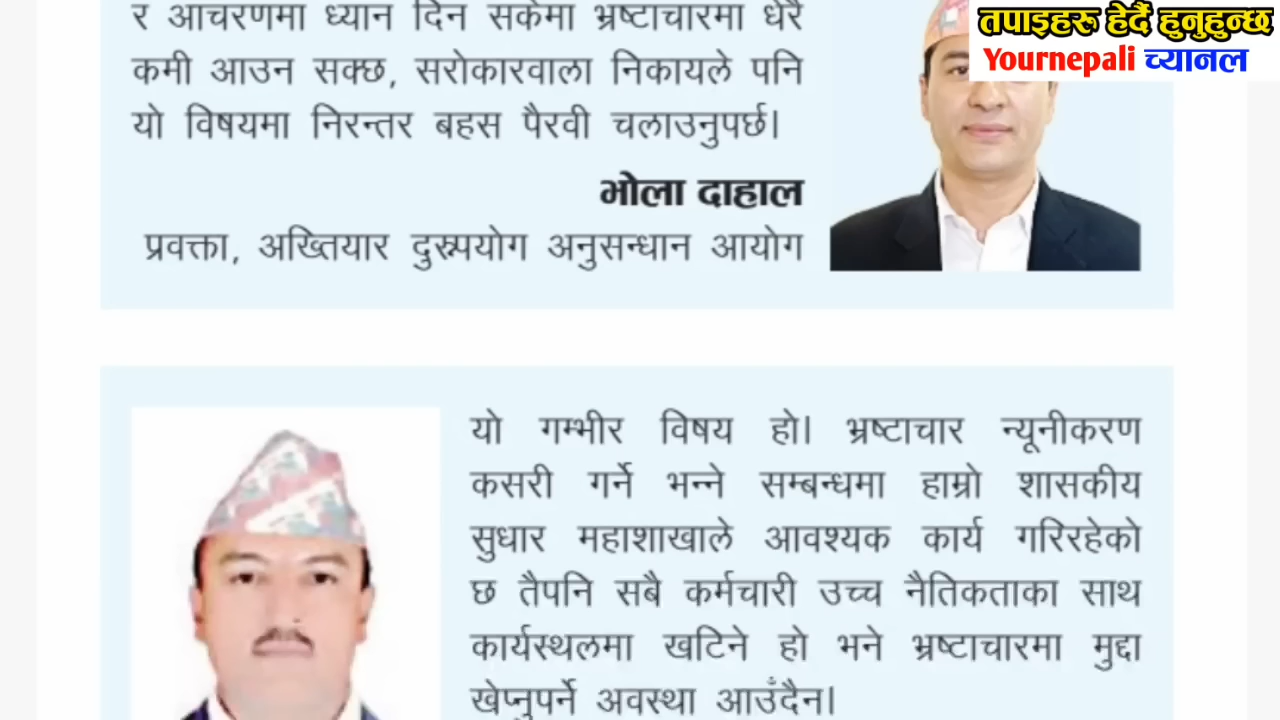 र आचरणमा ध्यान दिन सकेमा भ्रष्टाचारमा धेरै
कमी आउन सक्छ, सरोकारवाला निकायले पनि
यो विषयमा निरन्तर बहस पैरवी चलाउनुपर्छ।
भोला दाहाल
प्रवक्ता, अख्तियार दुरुपयोग अनुसन्धान आयोग
तपाइहरू हेर्दै हुनुहुन्छ
Yournepali च्यानल
यो गम्भीर विषय हो। भ्रष्टाचार न्यूनीकरण
कसरी गर्ने भन्ने सम्बन्धमा हाम्रो शासकीय
सुधार महाशाखाले आवश्यक कार्य गरिरहेको
छ तैपनि सबै कर्मचारी उच्च नैतिकताका साथ
कार्यस्थलमा खटिने हो भने भ्रष्टाचारमा मुद्दा
खेप्नुपर्ने अवस्था आउँदैन।